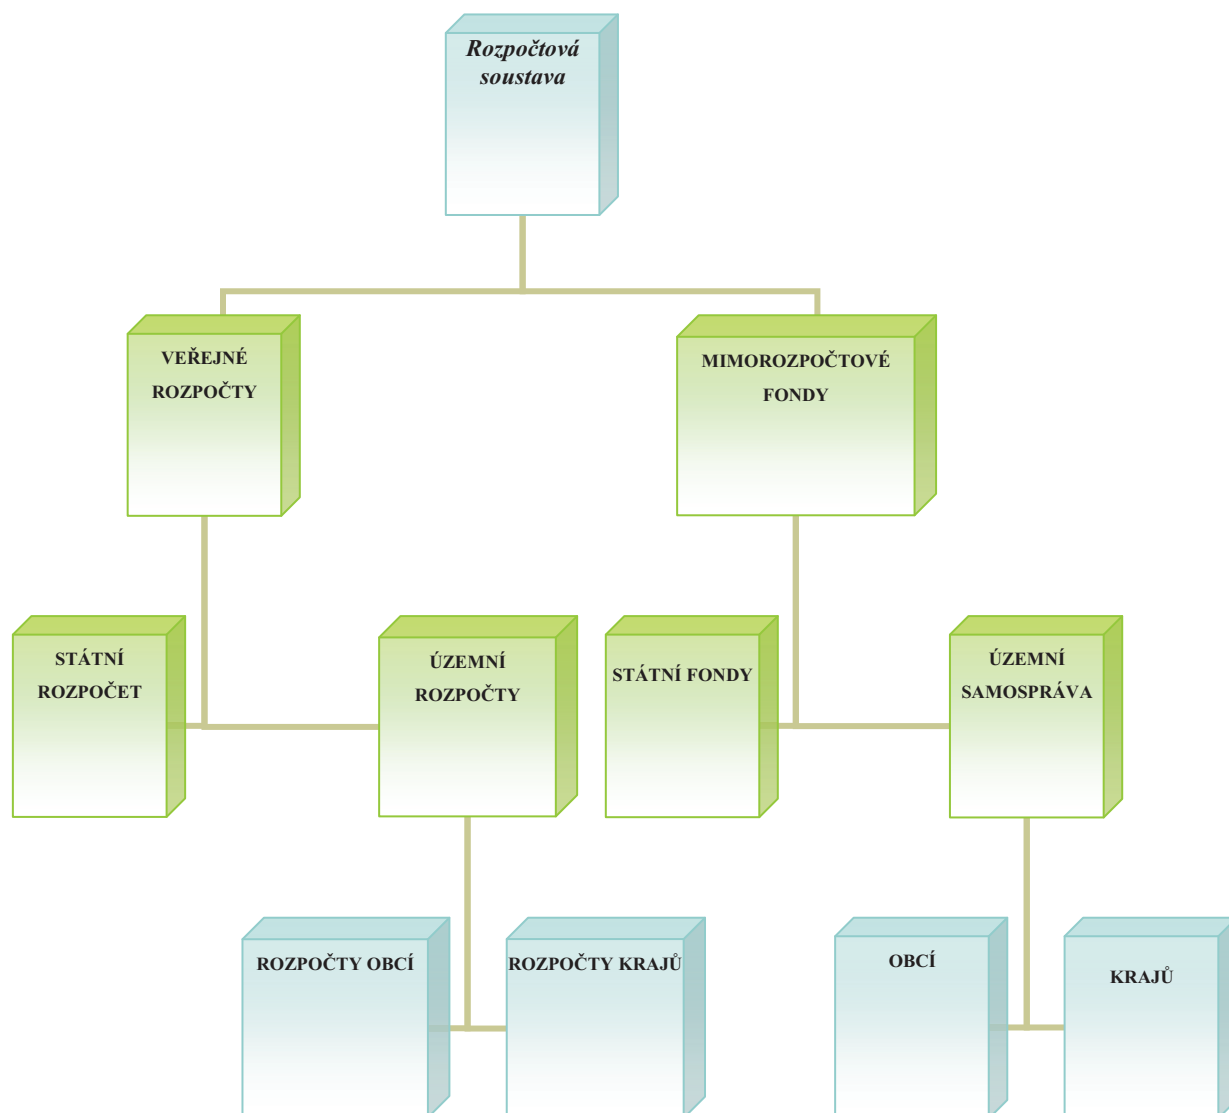 Rozpočtová
soustava
VEŘEJNÉ
ROZPOČTY
MIMOROZPOČTOVÉ
FONDY
STÁTNÍ
ROZPOČET
ÚZEMNÍ
ROZPOČTY
STÁTNÍ FONDY
ÚZEMNÍ
SAMOSPRÁVA
ROZPOČTY OBCÍ
ROZPOČTY KRAJŮ
OBCÍ
KRAJŮ